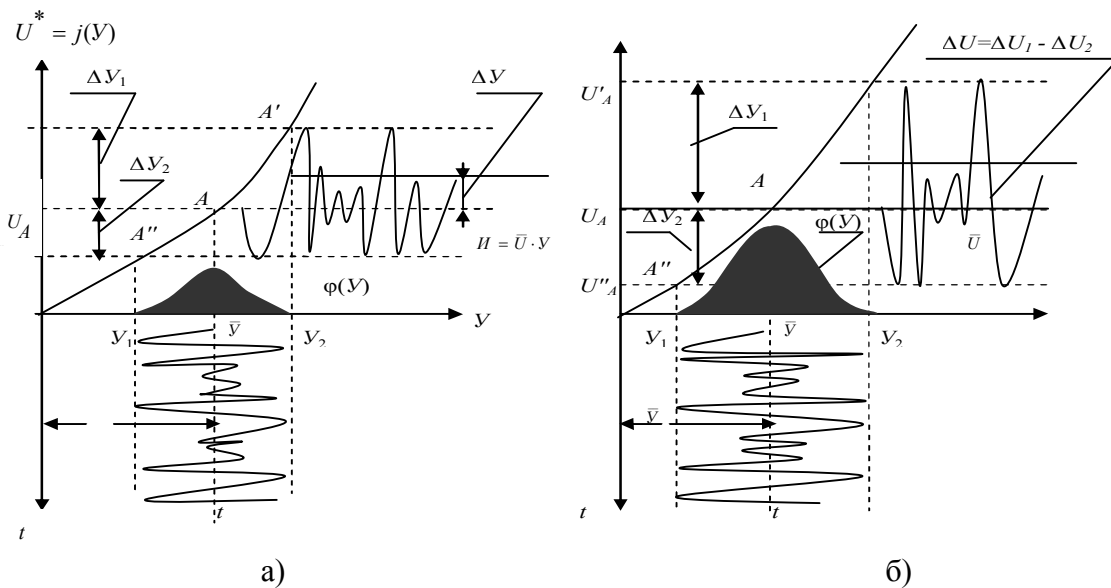 U* = j(У)
ΔУ₁
ΔУ
A'
ΔУ₂
A
U_A
A''
И = U̅ · У
φ(У)
У
У₁
У̅
У₂
t
t
а)
ΔU=ΔU₁ - ΔU₂
U'_A
ΔУ₁
A
U_A
ΔУ₂
φ(У)
U̅
A''
U''_A
У₁
У̅
У₂
У
У̅
t
t
б)